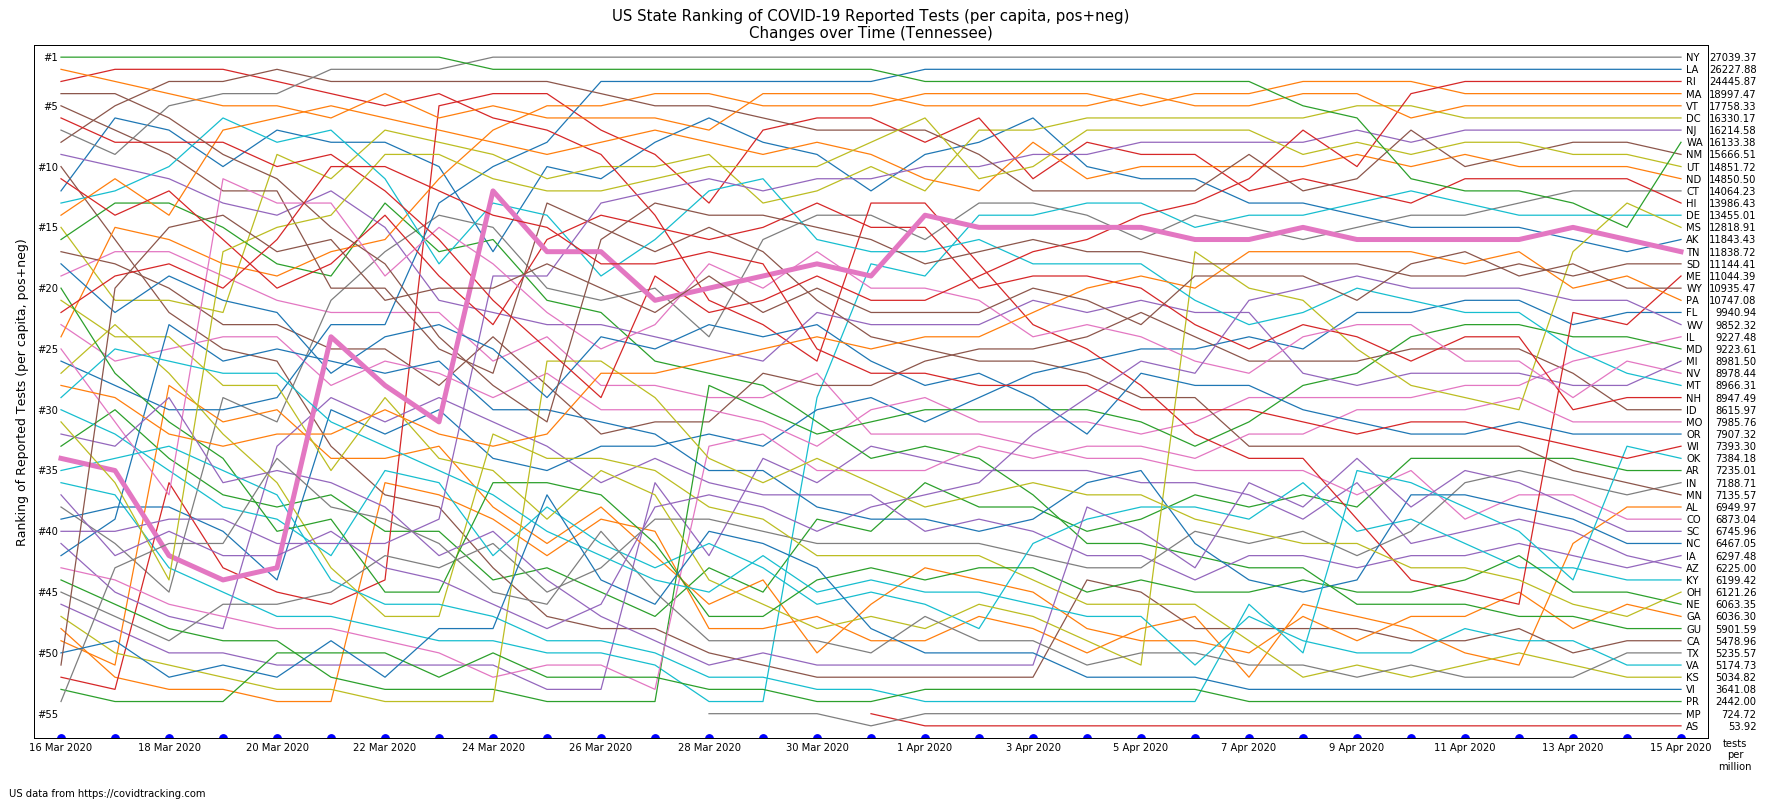 US State Ranking of COVID-19 Reported Tests (per capita, pos+neg)
Changes over Time (Tennessee)
Ranking of Reported Tests (per capita, pos+neg)
#1
#5
#10
#15
#20
#25
#30
#35
#40
#45
#50
#55
NY 27039.37
LA 26227.88
RI 24445.87
MA 18997.47
VT 17758.33
DC 16330.17
NJ 16214.58
WA 16133.38
NM 15666.51
UT 14851.72
ND 14850.50
CT 14064.23
HI 13986.43
DE 13455.01
MS 12818.91
AK 11843.43
TN 11838.72
SD 11144.41
ME 11044.39
WY 10935.47
PA 10747.08
FL 9940.94
WV 9852.32
IL 9227.48
MD 9223.61
MI 8981.50
NV 8978.44
MT 8966.31
NH 8947.49
ID 8615.97
MO 7985.76
OR 7907.32
WI 7393.30
OK 7384.18
AR 7235.01
IN 7188.71
MN 7135.57
AL 6949.97
CO 6873.04
SC 6745.96
NC 6467.05
IA 6297.48
AZ 6225.00
KY 6199.42
OH 6121.26
NE 6063.35
GA 6036.30
GU 5901.59
CA 5478.96
TX 5235.57
VA 5174.73
KS 5034.82
VI 3641.08
PR 2442.00
MP 724.72
AS 53.92
16 Mar 2020
18 Mar 2020
20 Mar 2020
22 Mar 2020
24 Mar 2020
26 Mar 2020
28 Mar 2020
30 Mar 2020
1 Apr 2020
3 Apr 2020
5 Apr 2020
7 Apr 2020
9 Apr 2020
11 Apr 2020
13 Apr 2020
15 Apr 2020
tests
per
million
US data from https://covidtracking.com